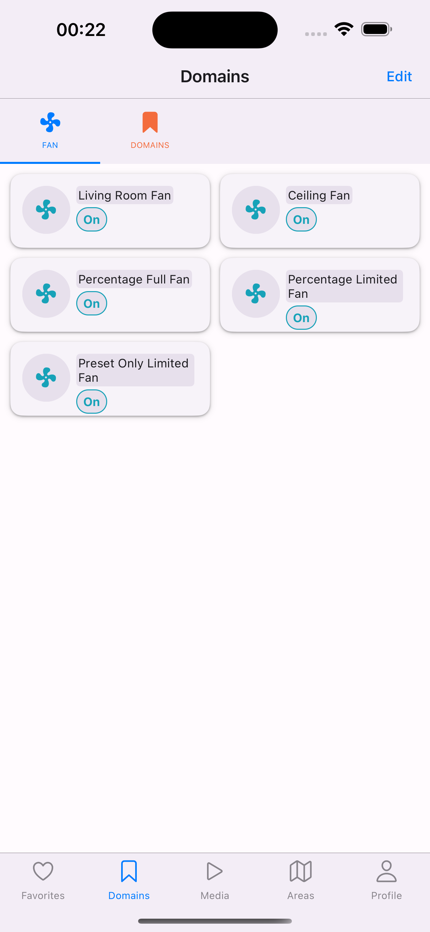 00:22
Domains
Edit
FAN
DOMAINS
Living Room Fan
On
Ceiling Fan
On
Percentage Full Fan
On
Percentage Limited
Fan
On
Preset Only Limited
Fan
On
Favorites
Domains
Media
Areas
Profile